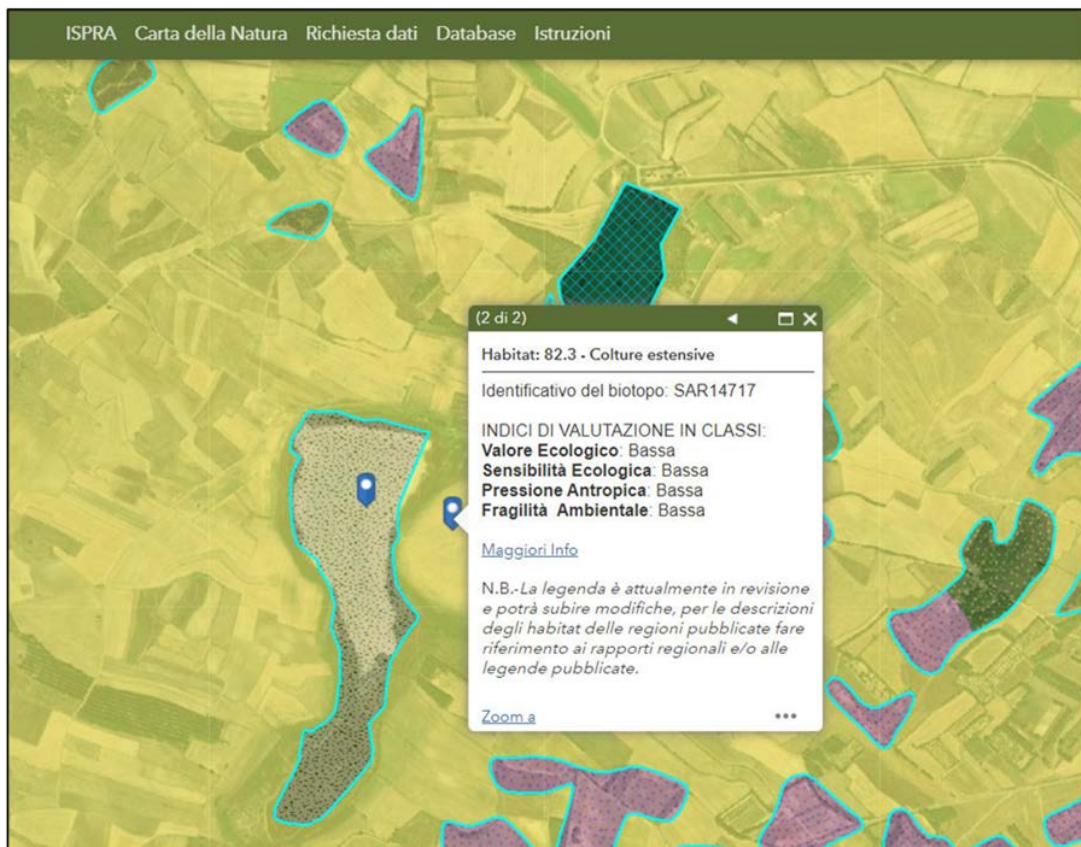 ISPRA Carta della Natura Richiesta dati Database Istruzioni
(2 di 2)
Habitat: 82.3 - Colture estensive
Identificativo del biotopo: SAR14717
INDICI DI VALUTAZIONE IN CLASSI:
Valore Ecologico: Bassa
Sensibilità Ecologica: Bassa
Pressione Antropica: Bassa
Fragilità Ambientale: Bassa
Maggiori Info
N.B.-La legenda è attualmente in revisione
e potrà subire modifiche, per le descrizioni
degli habitat delle regioni pubblicate fare
riferimento ai rapporti regionali e/o alle
legende pubblicate.
Zoom a